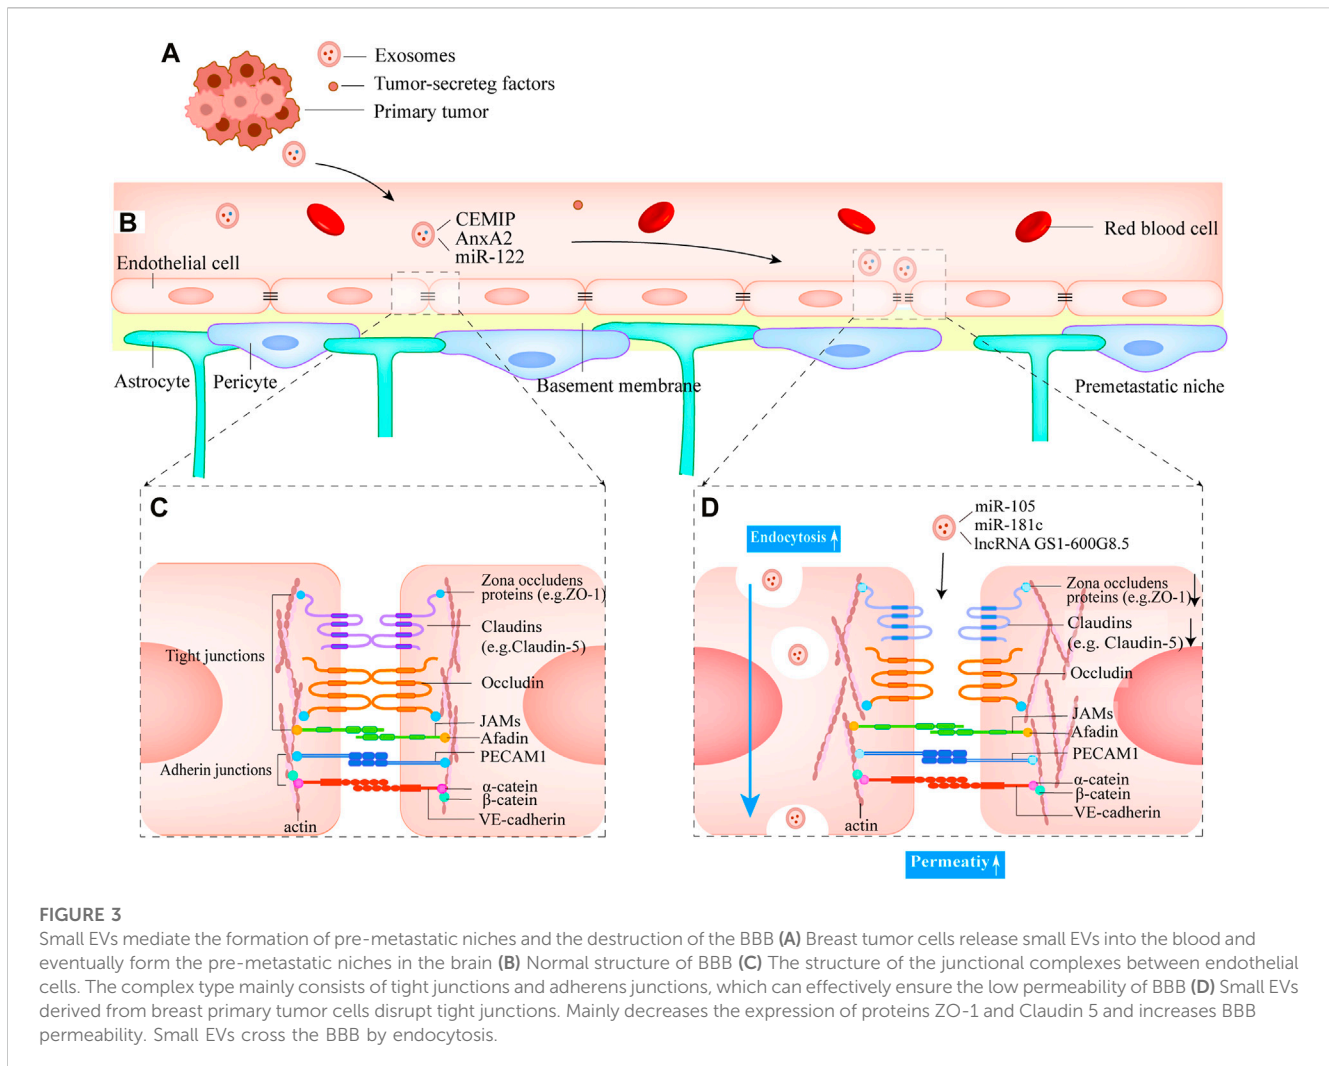 A
Exosomes
Tumor-secreteg factors
Primary tumor
B
CEMIP
AnxA2
miR-122
Red blood cell
Endothelial cell
Astrocyte
Pericyte
Basement membrane
Premetastatic niche
C
Zona occludens
proteins (e.g.ZO-1)
Claudins
(e.g.Claudin-5)
Tight junctions
Occludin
JAMs
Afadin
PECAM1
Adherin junctions
α-catein
β-catein
VE-cadherin
actin
D
miR-105
miR-181c
lncRNA GS1-600G8.5
Endocytosis↑
Zona occludens
proteins (e.g.ZO-1)↓
Claudins
(e.g. Claudin-5)↓
Occludin
JAMs
Afadin
PECAM1
α-catein
β-catein
VE-cadherin
actin
Permeatiy↑
FIGURE 3
Small EVs mediate the formation of pre-metastatic niches and the destruction of the BBB (A) Breast tumor cells release small EVs into the blood and
eventually form the pre-metastatic niches in the brain (B) Normal structure of BBB (C) The structure of the junctional complexes between endothelial
cells. The complex type mainly consists of tight junctions and adherens junctions, which can effectively ensure the low permeability of BBB (D) Small EVs
derived from breast primary tumor cells disrupt tight junctions. Mainly decreases the expression of proteins ZO-1 and Claudin 5 and increases BBB
permeability. Small EVs cross the BBB by endocytosis.